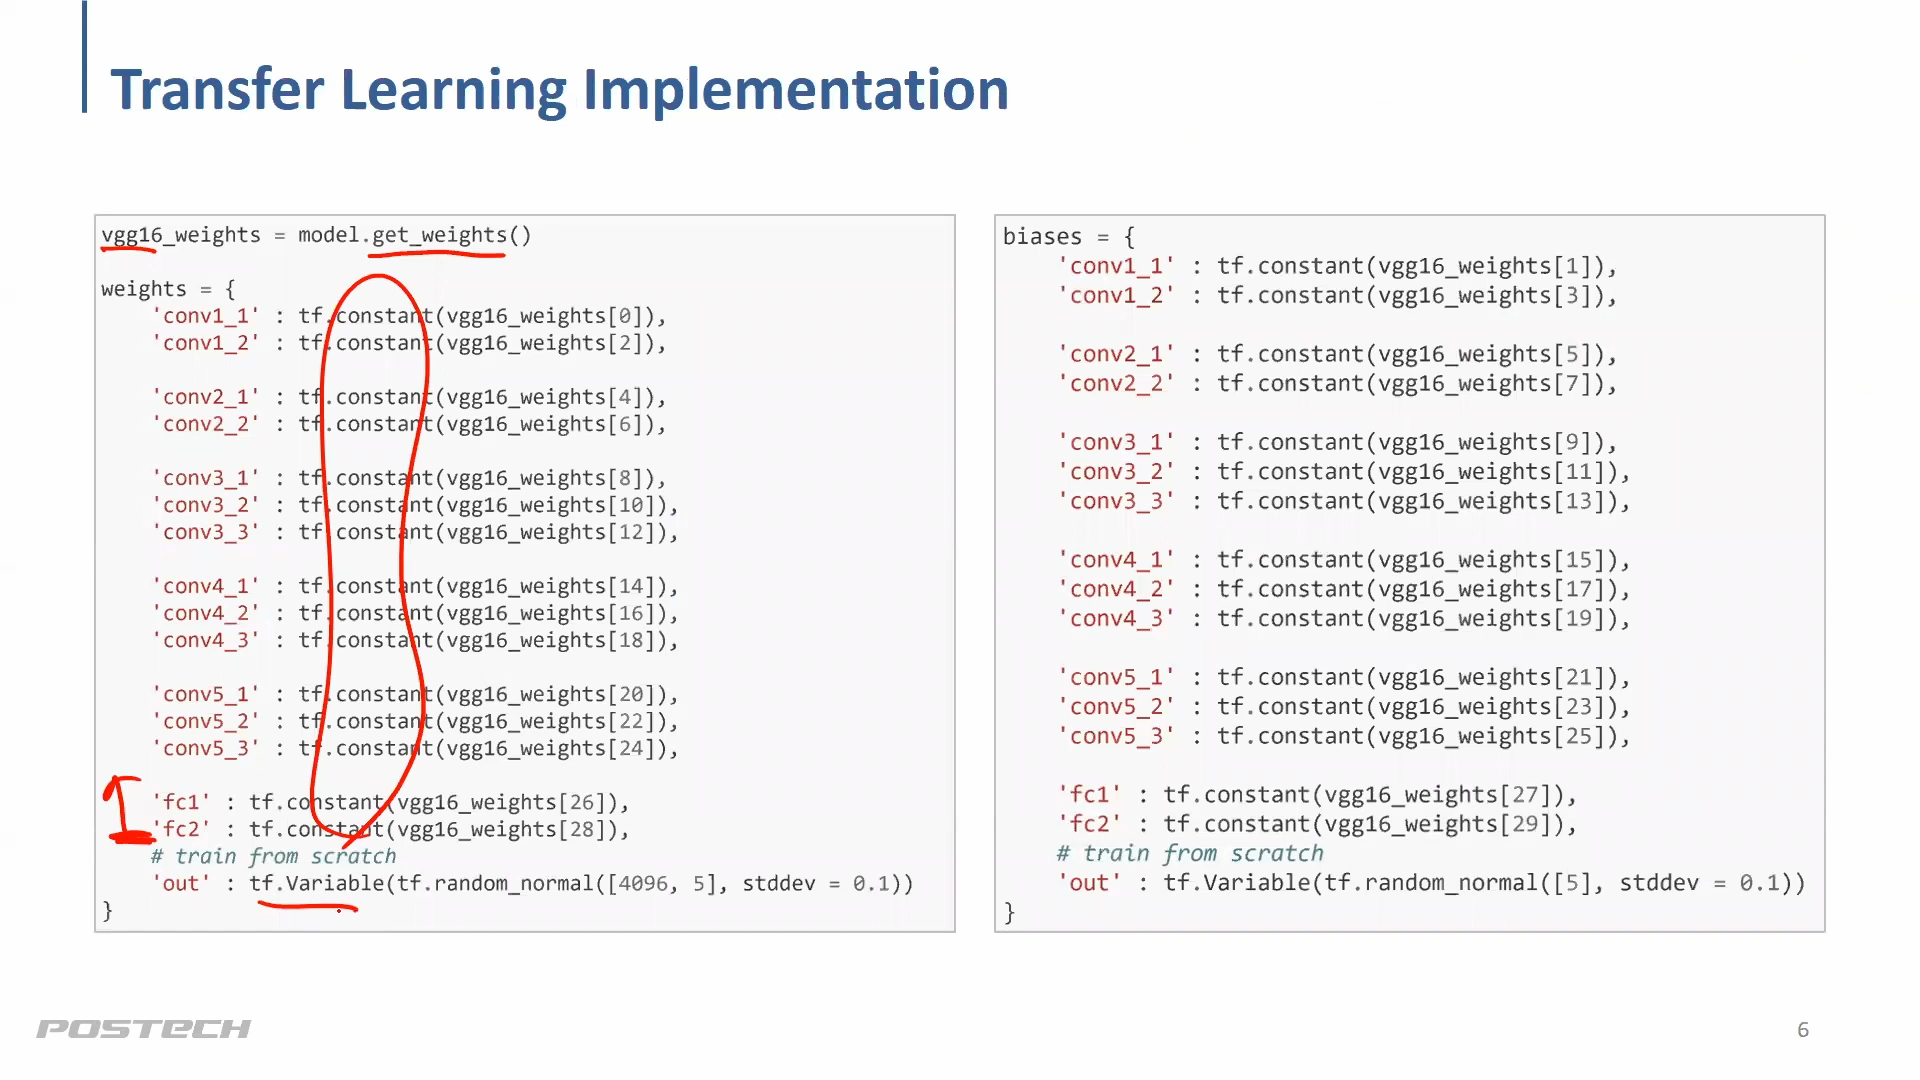 Transfer Learning Implementation
vgg16_weights = model.get_weights()
weights = {
'conv1_1' : tf.constant(vgg16_weights[0]),
'conv1_2' : tf.constant(vgg16_weights[2]),
'conv2_1' : tf.constant(vgg16_weights[4]),
'conv2_2' : tf.constant(vgg16_weights[6]),
'conv3_1' : tf.constant(vgg16_weights[8]),
'conv3_2' : tf.constant(vgg16_weights[10]),
'conv3_3' : tf.constant(vgg16_weights[12]),
'conv4_1' : tf.constant(vgg16_weights[14]),
'conv4_2' : tf.constant(vgg16_weights[16]),
'conv4_3' : tf.constant(vgg16_weights[18]),
'conv5_1' : tf.constant(vgg16_weights[20]),
'conv5_2' : tf.constant(vgg16_weights[22]),
'conv5_3' : tf.constant(vgg16_weights[24]),
'fc1' : tf.constant(vgg16_weights[26]),
'fc2' : tf.constant(vgg16_weights[28]),
# train from scratch
'out' : tf.Variable(tf.random_normal([4096, 5], stddev = 0.1))
}
biases = {
'conv1_1' : tf.constant(vgg16_weights[1]),
'conv1_2' : tf.constant(vgg16_weights[3]),
'conv2_1' : tf.constant(vgg16_weights[5]),
'conv2_2' : tf.constant(vgg16_weights[7]),
'conv3_1' : tf.constant(vgg16_weights[9]),
'conv3_2' : tf.constant(vgg16_weights[11]),
'conv3_3' : tf.constant(vgg16_weights[13]),
'conv4_1' : tf.constant(vgg16_weights[15]),
'conv4_2' : tf.constant(vgg16_weights[17]),
'conv4_3' : tf.constant(vgg16_weights[19]),
'conv5_1' : tf.constant(vgg16_weights[21]),
'conv5_2' : tf.constant(vgg16_weights[23]),
'conv5_3' : tf.constant(vgg16_weights[25]),
'fc1' : tf.constant(vgg16_weights[27]),
'fc2' : tf.constant(vgg16_weights[29]),
# train from scratch
'out' : tf.Variable(tf.random_normal([5], stddev = 0.1))
}
POSTECH
6